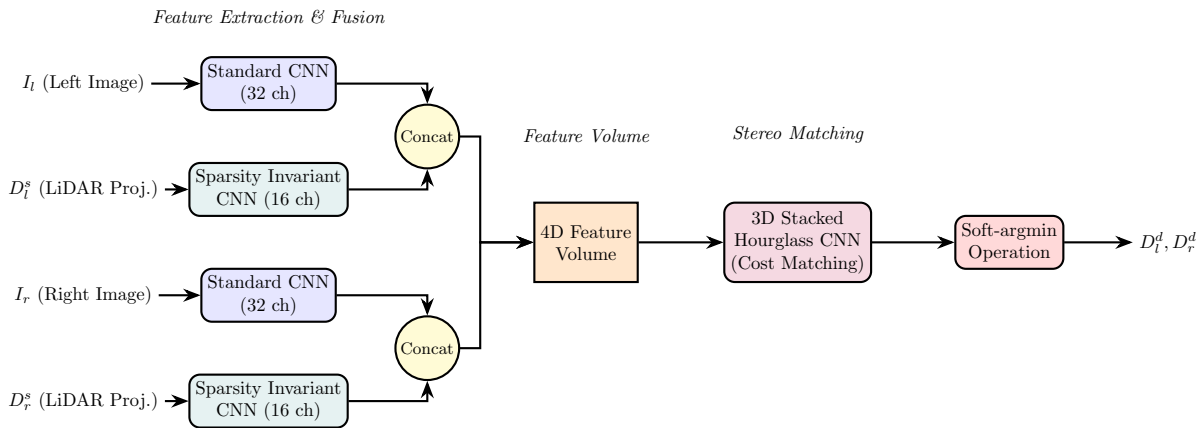 Feature Extraction & Fusion
I_l (Left Image)
Standard CNN
(32 ch)
Concat
D_l^s (LiDAR Proj.)
Sparsity Invariant
CNN (16 ch)
I_r (Right Image)
Standard CNN
(32 ch)
Concat
D_r^s (LiDAR Proj.)
Sparsity Invariant
CNN (16 ch)
Feature Volume
4D Feature
Volume
Stereo Matching
3D Stacked
Hourglass CNN
(Cost Matching)
Soft-argmin
Operation
D_l^d, D_r^d